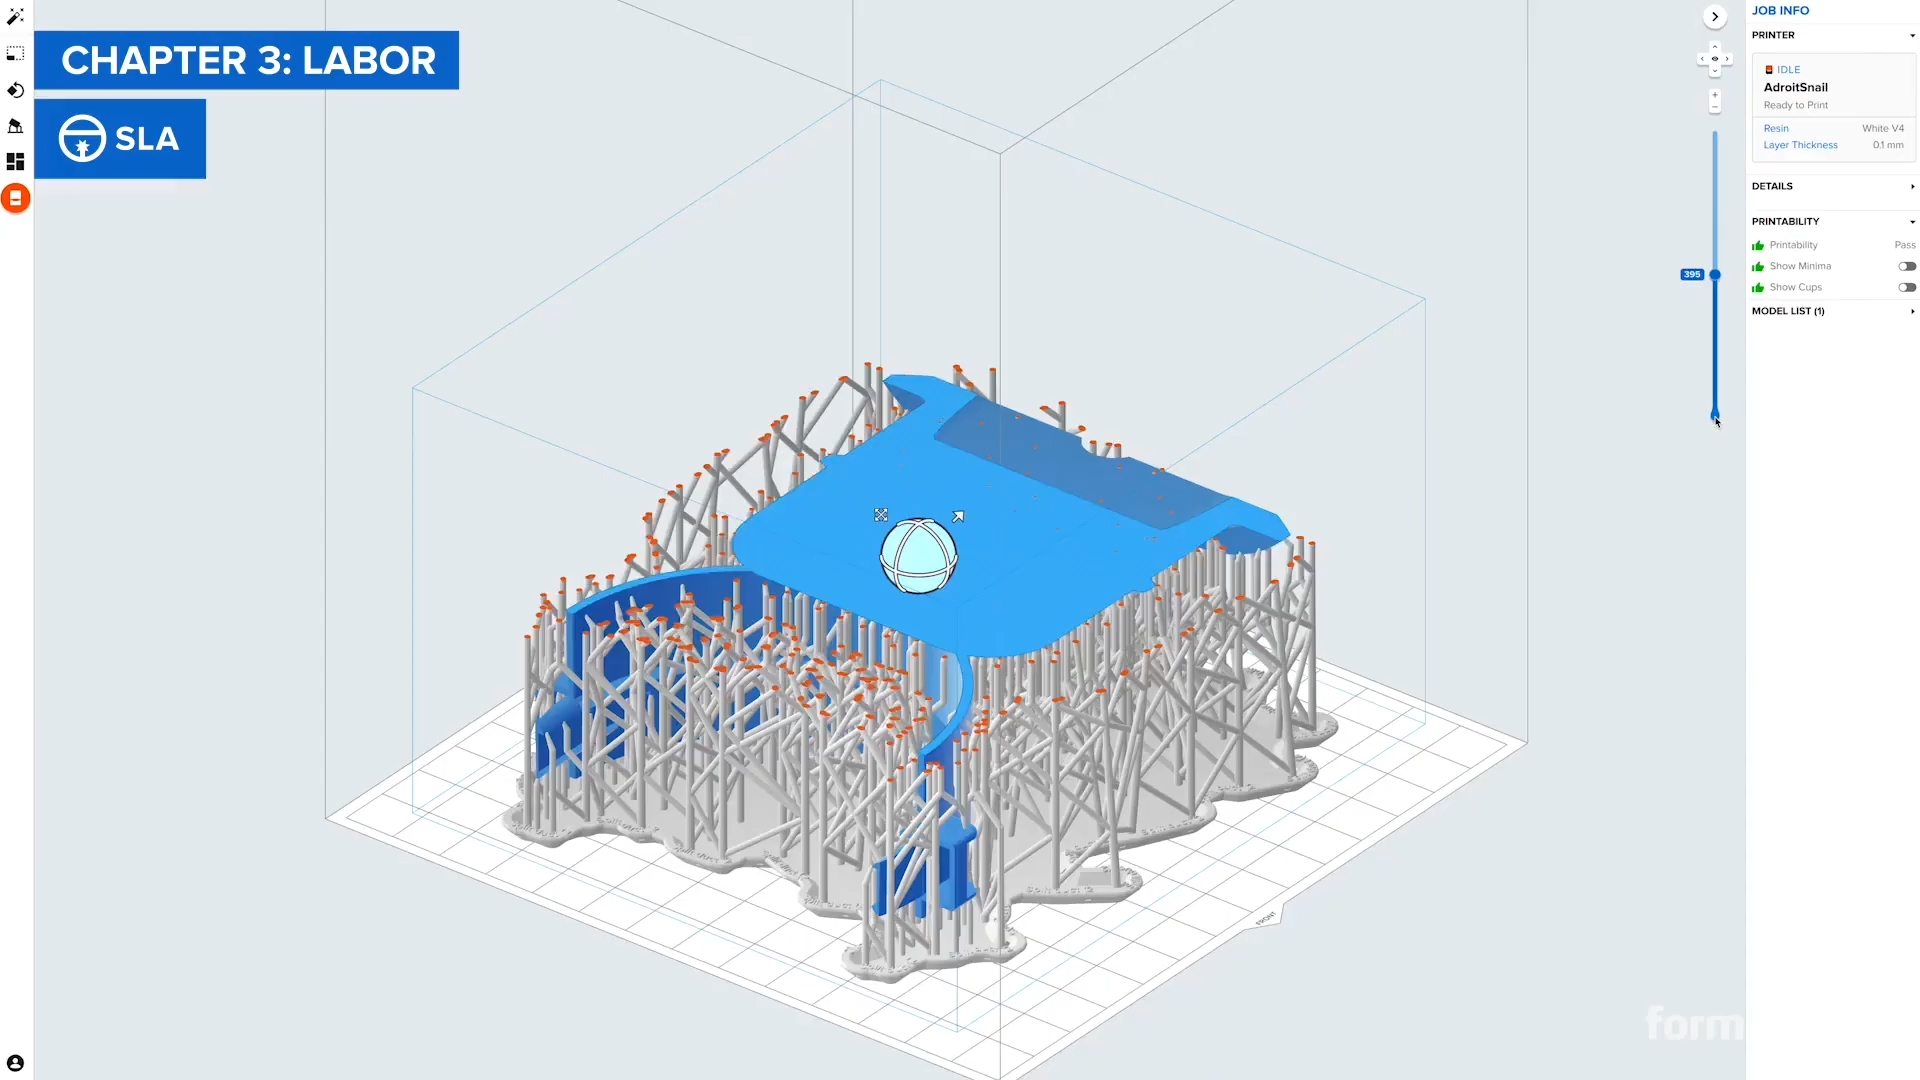 CHAPTER 3: LABOR
SLA
JOB INFO
PRINTER
IDLE
AdroitSnail
Ready to Print
Resin White V4
Layer Thickness 0.1 mm
DETAILS
PRINTABILITY
Printability Pass
Show Minima
Show Cups
MODEL LIST (1)
395
FRONT
form